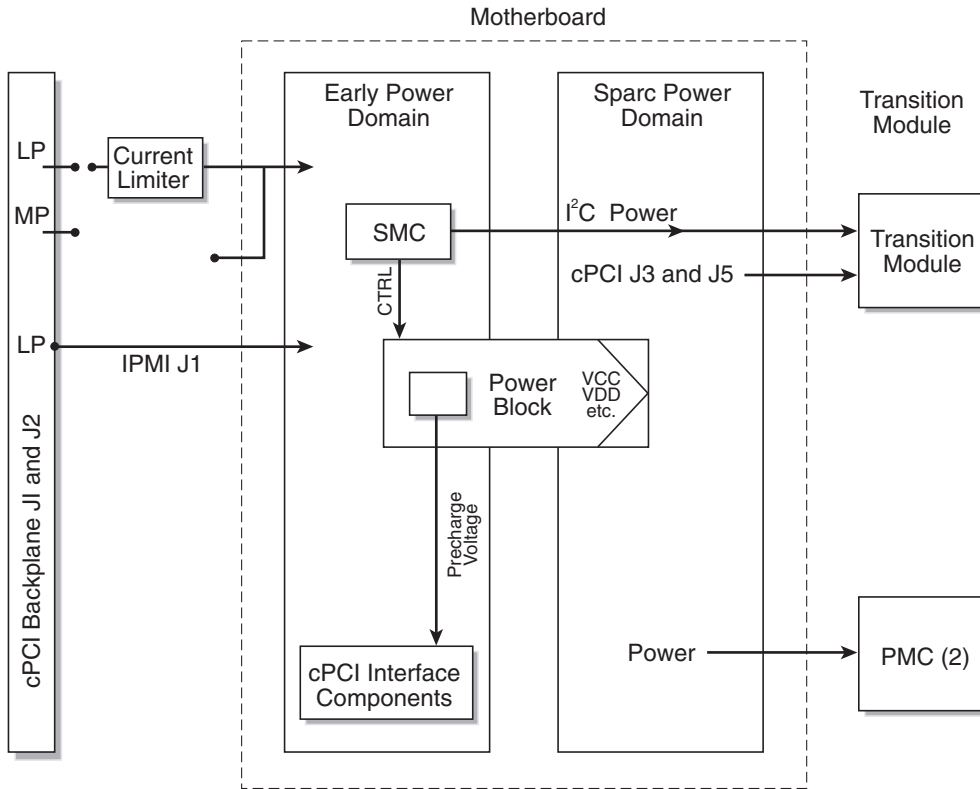 Motherboard
Early Power
Domain
Sparc Power
Domain
Transition
Module
LP
Current
Limiter
MP
SMC
I²C Power
Transition
Module
cPCI J3 and J5
CTRL
LP
IPMI J1
Power
Block
VCC
VDD
etc.
cPCI Backplane JI and J2
Precharge
Voltage
cPCI Interface
Components
Power
PMC (2)